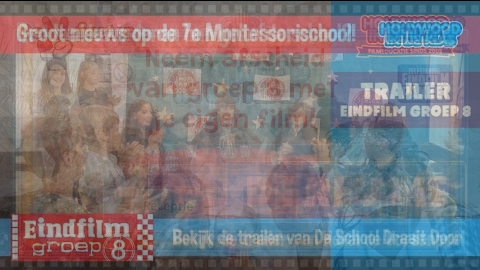 Groot nieuws op de 7e Montessorischool!
Neem afscheid
van groep 8 met
eigen film!
TRAILER
EINDFILM GROEP 8
Eindfilm
groep 8
Bekijk de trailer van De School Draait Door